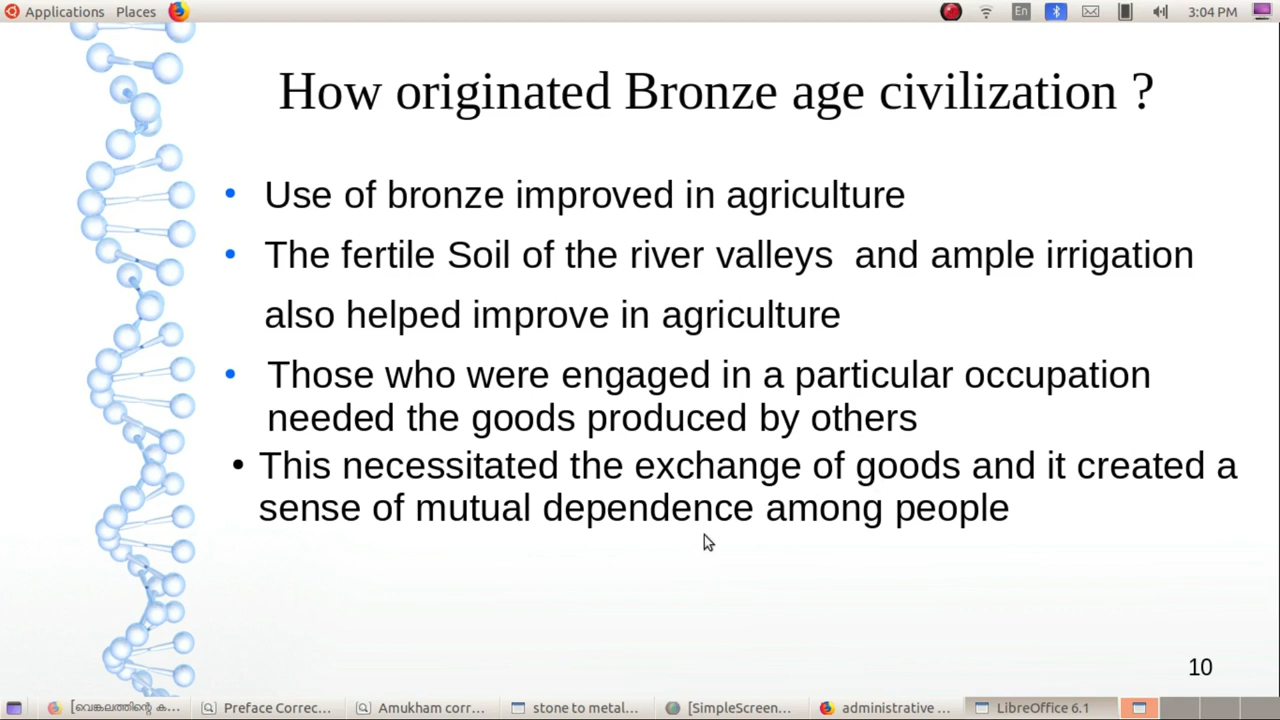 Applications Places En 3:04 PM
How originated Bronze age civilization ?
• Use of bronze improved in agriculture
• The fertile Soil of the river valleys and ample irrigation
also helped improve in agriculture
• Those who were engaged in a particular occupation
needed the goods produced by others
• This necessitated the exchange of goods and it created a
sense of mutual dependence among people
10
[വെങ്കലത്തിന്റെ ക... Preface Correc... Amukham corr... stone to metal... [SimpleScreen... administrative ... LibreOffice 6.1